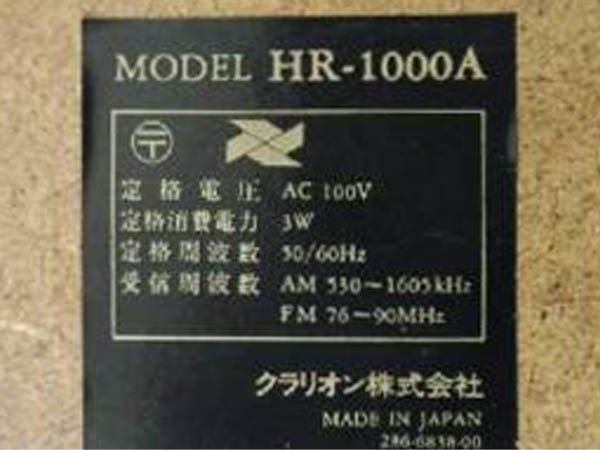 MODEL HR-1000A
〒
定格電圧 AC 100V
定格消費電力 3W
定格周波数 50/60Hz
受信周波数 AM 530~1605kHz
FM 76~90MHz
クラリオン株式会社
MADE IN JAPAN
286-6838-00